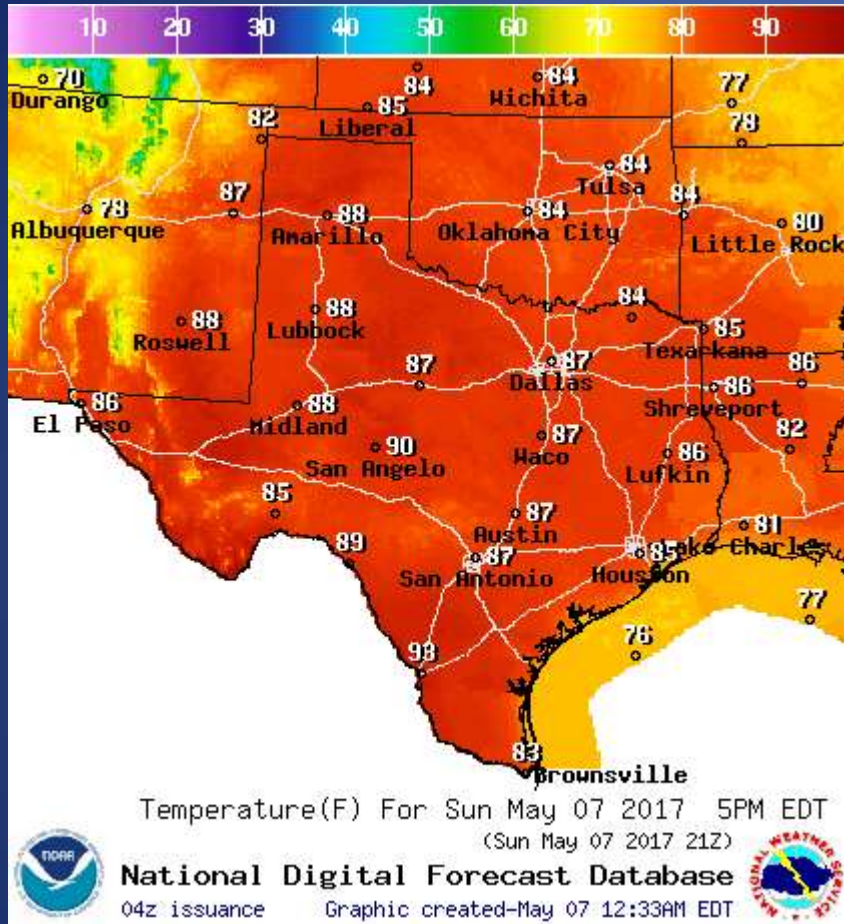 10 20 30 40 50 60 70 80 90
70 84 84 77
Durango Wichita
85
Liberal
82 78
84
Tulsa
78 87 88 84 84 80
Albuquerque Amarillo Oklahoma City Little Rock
88 88 84 85
Roswell Lubbock Texarkana
87 87 86 86
Dallas Shreveport
86 88
El Paso Midland
90 87 86 82
San Angelo Waco Lufkin
85 87 81
Austin Lake Charles
89 87 85
San Antonio Houston
77
76
83
Brownsville
Temperature(F) For Sun May 07 2017 5PM EDT
(Sun May 07 2017 21Z)
NOAA
National Digital Forecast Database
04z issuance Graphic created-May 07 12:33AM EDT
NATIONAL WEATHER SERVICE